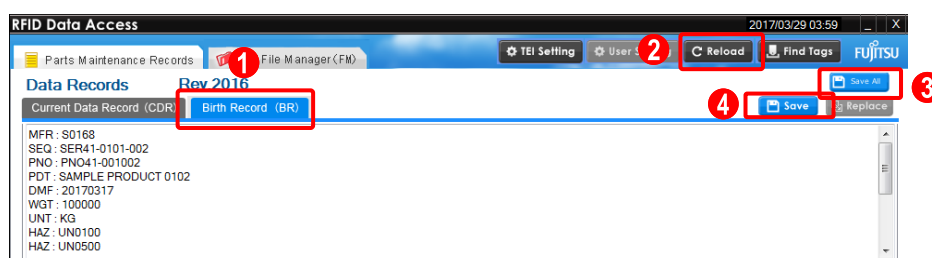 RFID Data Access 2017/03/29 03:59 _ X
Parts Maintenance Records 1 File Manager(FM) TEI Setting User 2 Reload Find Tags FUJITSU
Data Records Rev.2016 Save All 3
Current Data Record (CDR) Birth Record (BR) 4 Save Replace
MFR : S0168
SEQ : SER41-0101-002
PNO : PNO41-001002
PDT : SAMPLE PRODUCT 0102
DMF : 20170317
WGT : 100000
UNT : KG
HAZ : UN0100
HAZ : UN0500